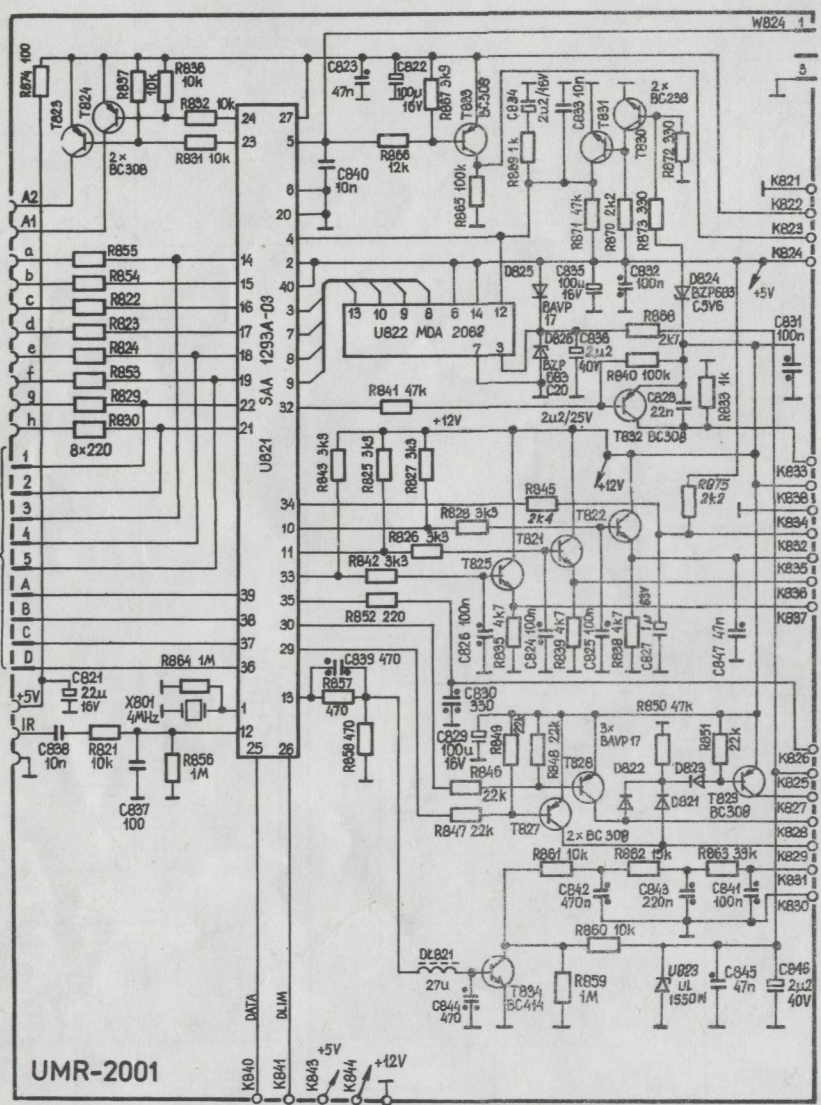 W824 1
3
R874 100
T823
T824
R837 10k
R836 10k
R832 10k
R831 10k
2× BC308
24
23
27
5
6
20
4
2
40
3
7
8
9
32
C823 47n
C822 100µ 16V
R867 3k9
T833 BC308
C834 2µ2/16V
C833 10n
T831
T830
2× BC238
R872 330
R866 12k
C840 10n
R865 100k
R869 1k
R871 47k
R870 2k2
R873 330
K821
K822
K823
K824
A2
A1
a
b
c
d
e
f
g
h
R855
R854
R822
R823
R824
R853
R829
R830
8×220
14
15
16
17
18
19
22
21
SAA 1293A-03
U821
13 10 9 8 6 14 12
U822 MDA 2062
7 3
D825 BAVP 17
C835 100µ 16V
C832 100n
D824 BZP683 C5V6
+5V
C831 100n
D826 BZP 683 C20
C836 2µ2 40V
R868 2k7
R840 100k
R833 1k
C828 22n
R841 47k
2µ2/25V
T832 BC308
+12V
+12V
K833
K838
K834
K832
K835
K836
K837
R843 3k3
R825 3k3
R827 3k3
34
10
11
33
35
30
29
13
R828 3k3
R826 3k3
R842 3k3
R852 220
R845 2k4
T822
T821
T825
R875 2k2
C826 100n
R835 4k7
C824 100n
R839 4k7
C825 100n
R838 4k7
C827 1µ 63V
C847 47n
1
2
3
4
5
A
B
C
D
39
38
37
36
1
12
25
26
+5V
IR
C821 22µ 16V
R864 1M
X801 4MHz
C838 10n
R821 10k
C837 100
R856 1M
C839 470
R857 470
R858 470
C830 330
C829 100µ 16V
R849 22k
R848 22k
R846 22k
R847 22k
T828
T827
2× BC 308
3× BAVP17
R850 47k
R851 22k
D822
D823
D821
T829 BC308
K826
K825
K827
K828
K829
K831
K830
R861 10k
R862 15k
R863 33k
C842 470n
C843 220n
C841 100n
R860 10k
DŁ821 27u
C844 470
T834 BC414
R859 1M
U823 UL 1550N
C845 47n
C846 2µ2 40V
DATA
DLIM
K840
K841
K843
K844
+5V
+12V
UMR-2001